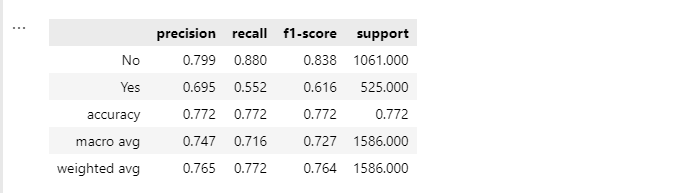 ...
precision recall f1-score support
No 0.799 0.880 0.838 1061.000
Yes 0.695 0.552 0.616 525.000
accuracy 0.772 0.772 0.772 0.772
macro avg 0.747 0.716 0.727 1586.000
weighted avg 0.765 0.772 0.764 1586.000